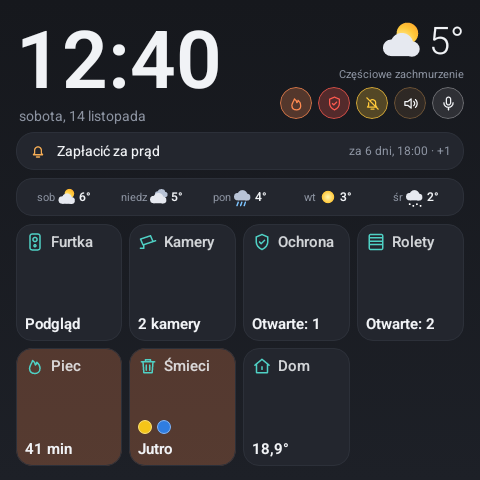 12:40
5°
Częściowe zachmurzenie
sobota, 14 listopada
Zapłacić za prąd
za 6 dni, 18:00 · +1
sob 6° niedz 5° pon 4° wt 3° śr 2°
Furtka Kamery Ochrona Rolety
Podgląd 2 kamery Otwarte: 1 Otwarte: 2
Piec Śmieci Dom
41 min Jutro 18,9°